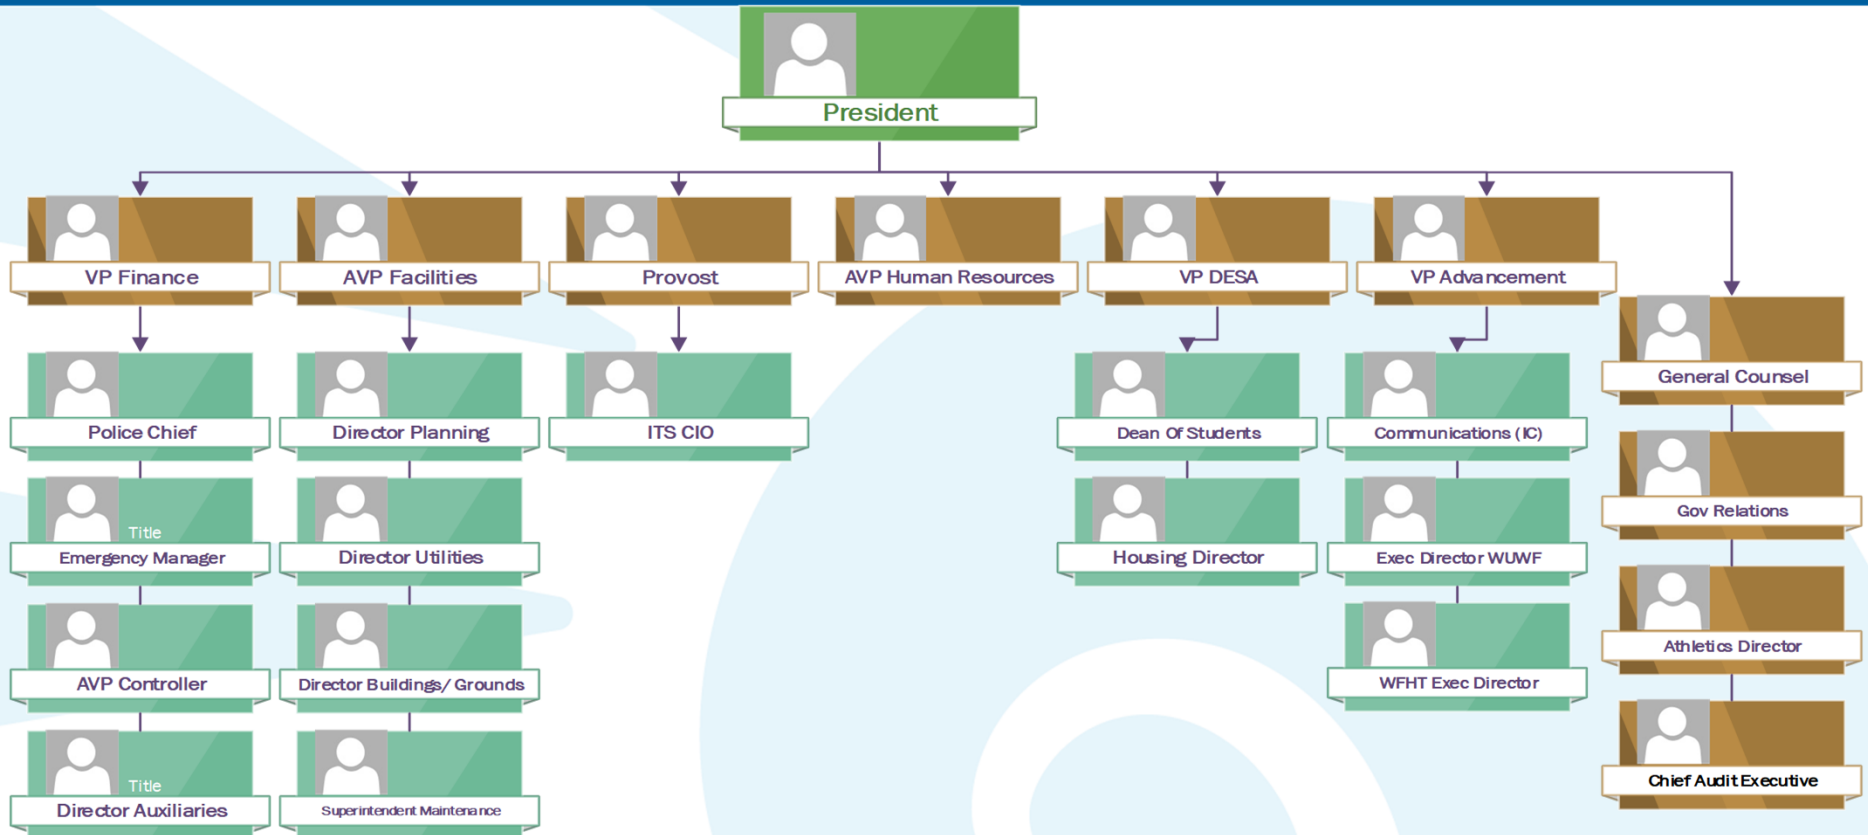 President
VP Finance
AVP Facilities
Provost
AVP Human Resources
VP DESA
VP Advancement
General Counsel
Police Chief
Director Planning
ITS CIO
Dean Of Students
Communications (IC)
Gov Relations
Title
Emergency Manager
Director Utilities
Housing Director
Exec Director WUWF
Athletics Director
AVP Controller
Director Buildings/ Grounds
WFHT Exec Director
Chief Audit Executive
Title
Director Auxiliaries
Superintendent Maintenance